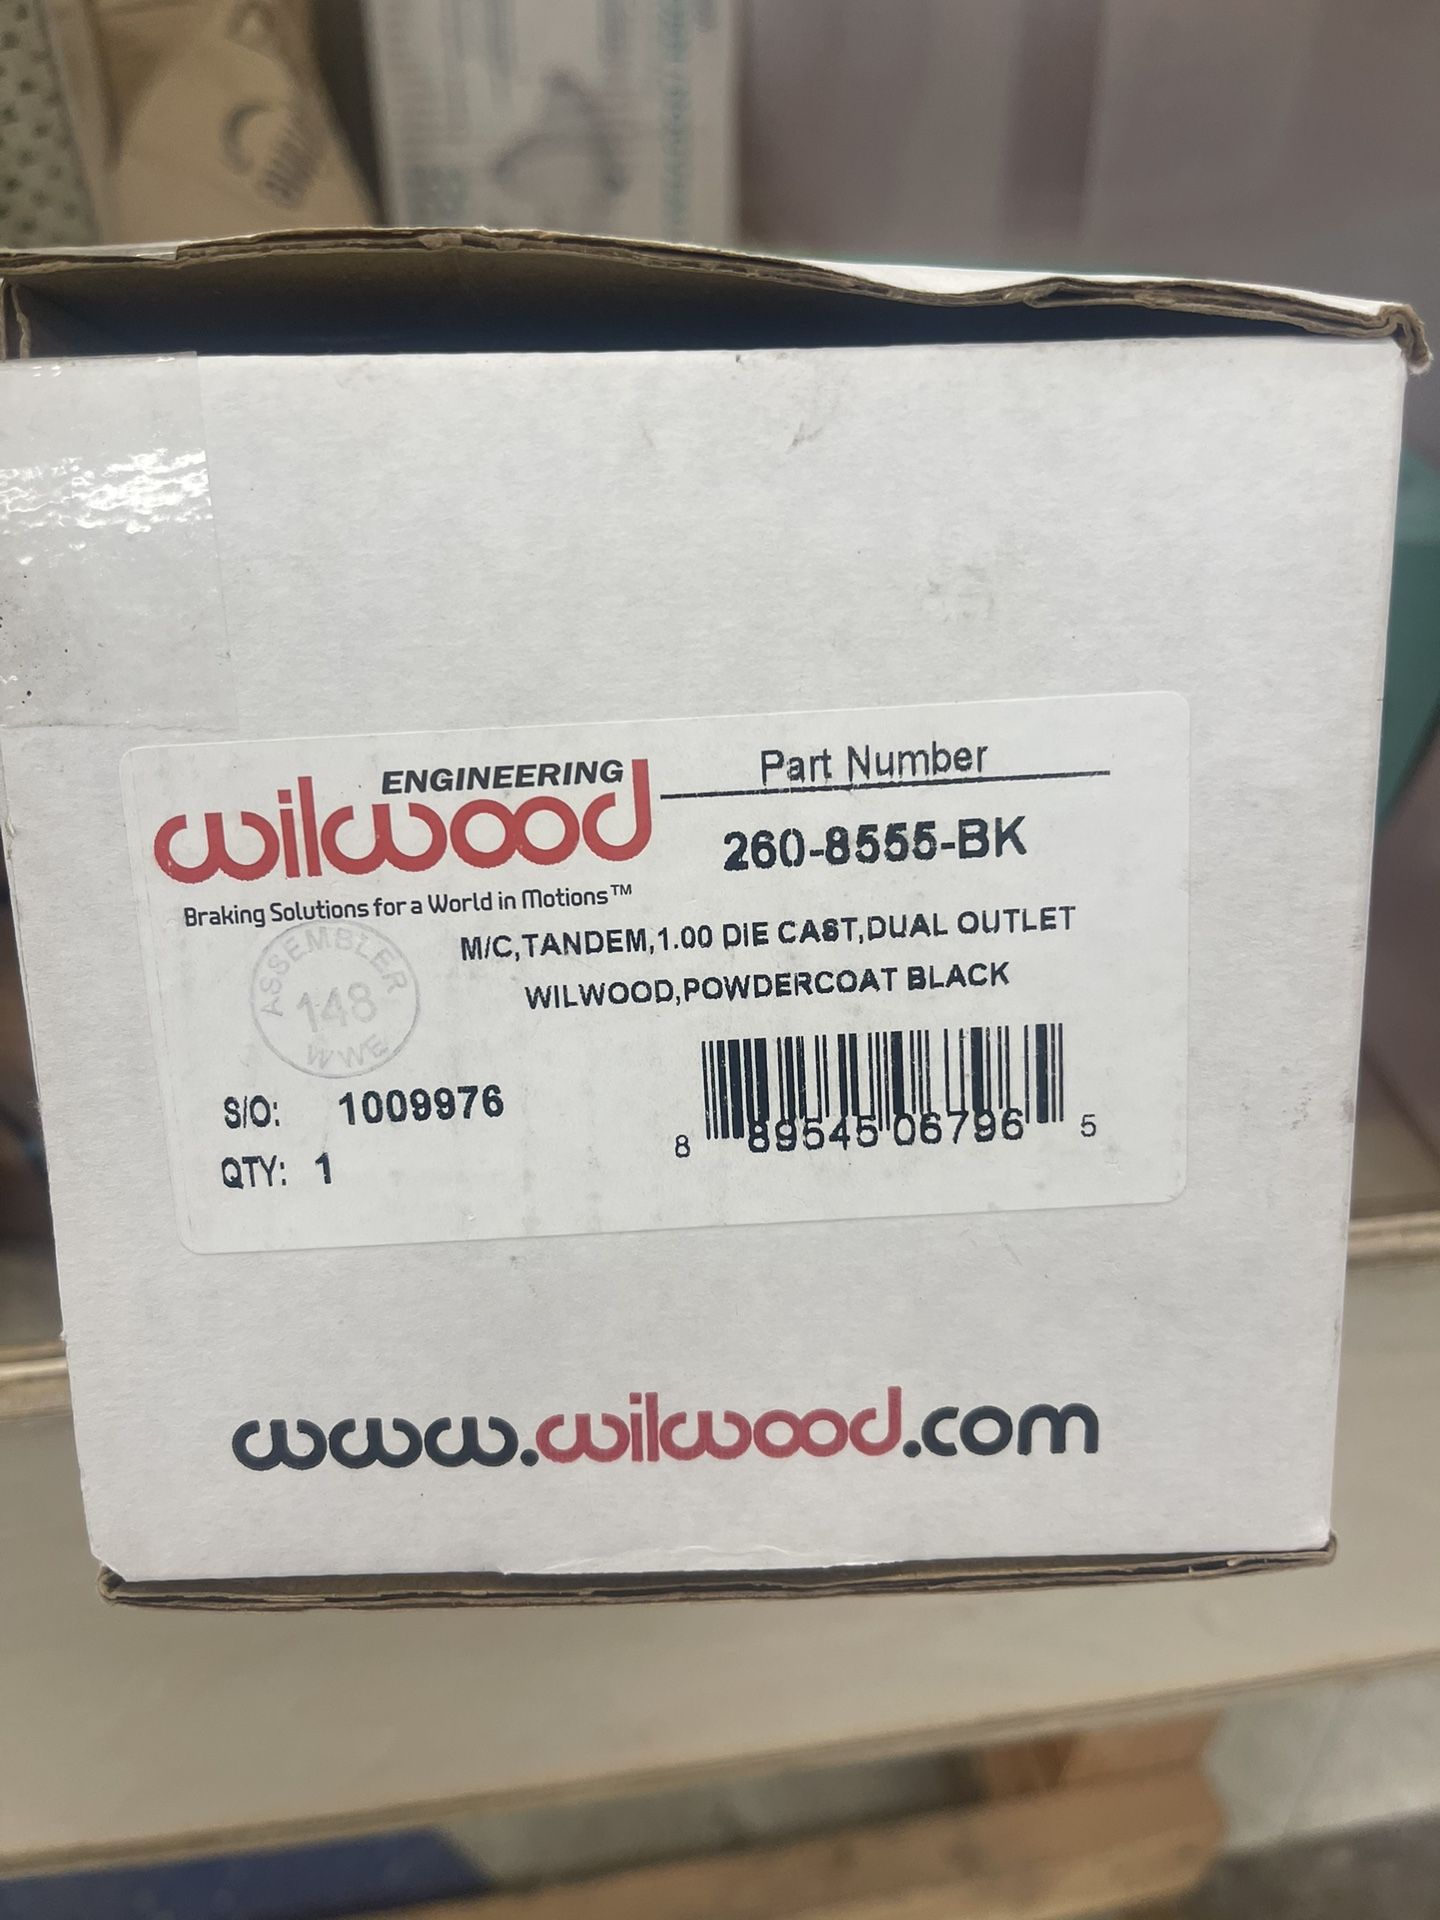 ENGINEERING
wilwood
Braking Solutions for a World in Motions™
Part Number
260-8555-BK
M/C,TANDEM,1.00 DIE CAST,DUAL OUTLET
WILWOOD,POWDERCOAT BLACK
ASSEMBLER
148
WWE
S/O: 1009976
QTY: 1
8 89545 06796 5
www.wilwood.com